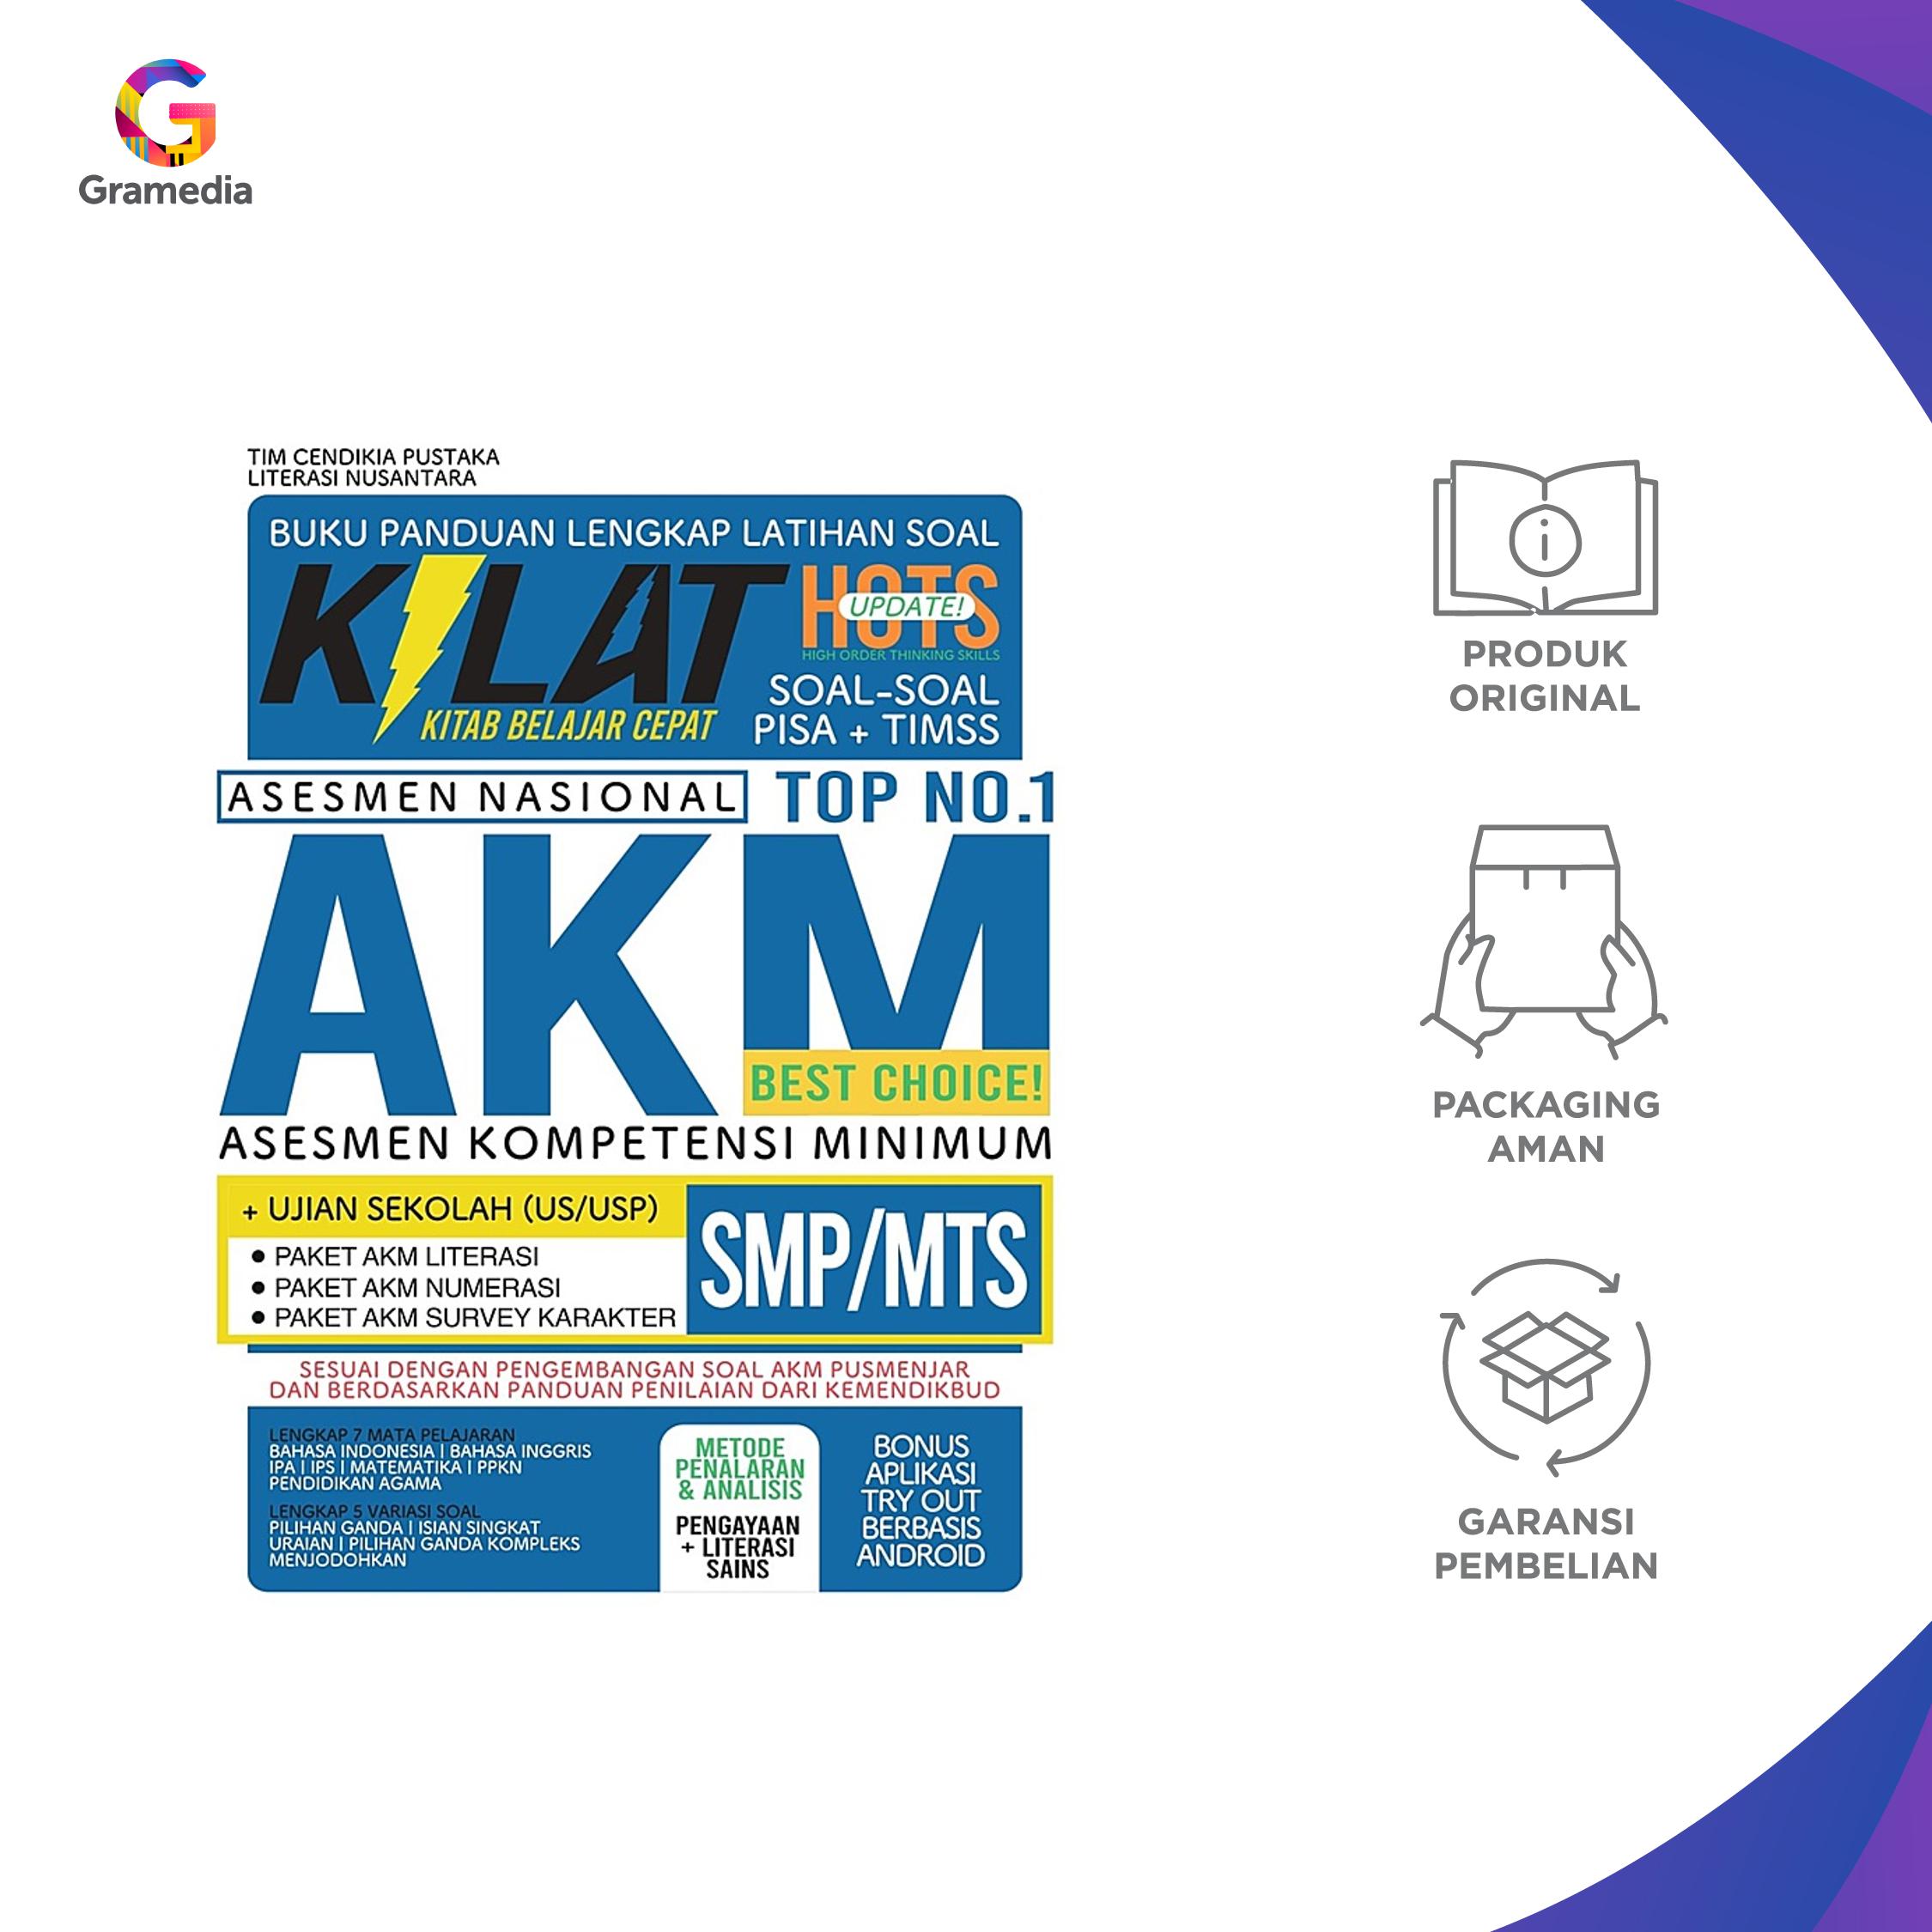 Gramedia
TIM CENDIKIA PUSTAKA
LITERASI NUSANTARA
BUKU PANDUAN LENGKAP LATIHAN SOAL
KILAT
KITAB BELAJAR CEPAT
HOTS
UPDATE!
HIGH ORDER THINKING SKILLS
SOAL-SOAL
PISA + TIMSS
ASESMEN NASIONAL
TOP NO.1
AKM
BEST CHOICE!
ASESMEN KOMPETENSI MINIMUM
+ UJIAN SEKOLAH (US/USP)
• PAKET AKM LITERASI
• PAKET AKM NUMERASI
• PAKET AKM SURVEY KARAKTER
SMP/MTS
SESUAI DENGAN PENGEMBANGAN SOAL AKM PUSMENJAR
DAN BERDASARKAN PANDUAN PENILAIAN DARI KEMENDIKBUD
LENGKAP 7 MATA PELAJARAN
BAHASA INDONESIA | BAHASA INGGRIS
IPA | IPS | MATEMATIKA | PPKN
PENDIDIKAN AGAMA
LENGKAP 5 VARIASI SOAL
PILIHAN GANDA | ISIAN SINGKAT
URAIAN | PILIHAN GANDA KOMPLEKS
MENJODOHKAN
METODE
PENALARAN
& ANALISIS
PENGAYAAN
+ LITERASI
SAINS
BONUS
APLIKASI
TRY OUT
BERBASIS
ANDROID
PRODUK
ORIGINAL
PACKAGING
AMAN
GARANSI
PEMBELIAN